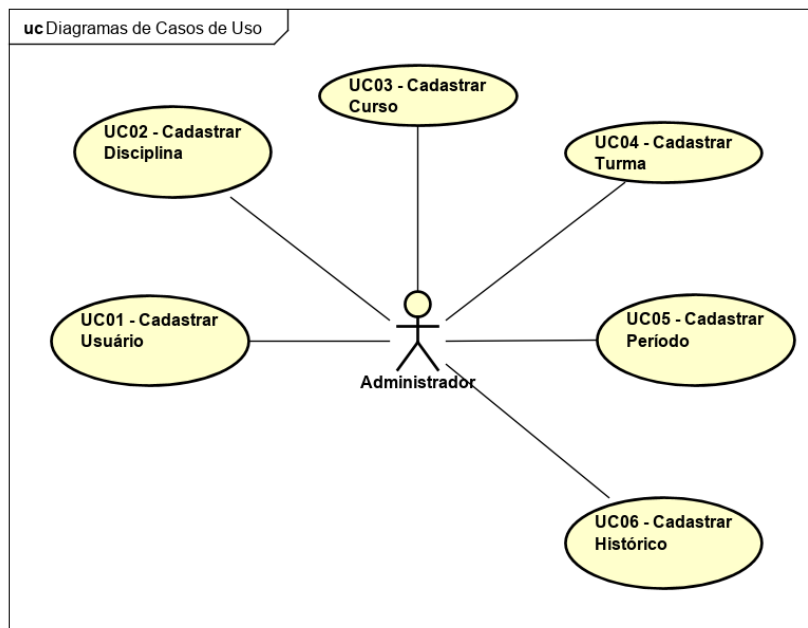 uc Diagramas de Casos de Uso
UC03 - Cadastrar
Curso
UC02 - Cadastrar
Disciplina
UC04 - Cadastrar
Turma
UC01 - Cadastrar
Usuário
UC05 - Cadastrar
Período
Administrador
UC06 - Cadastrar
Histórico